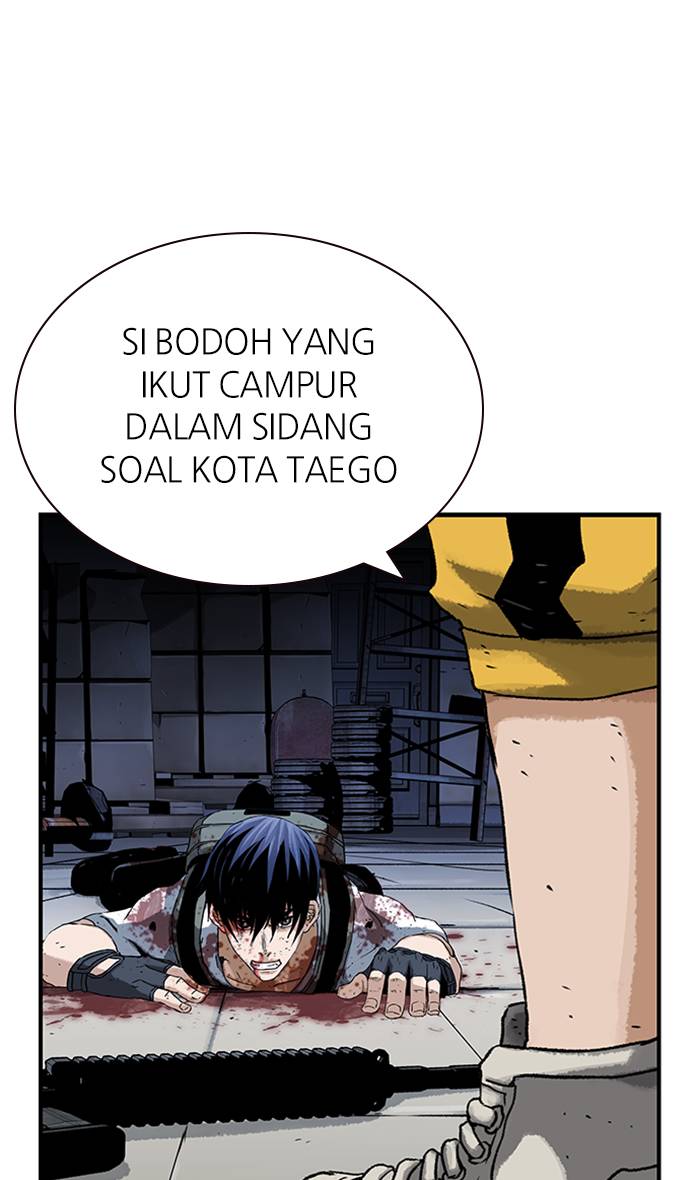 SI BODOH YANG
IKUT CAMPUR
DALAM SIDANG
SOAL KOTA TAEGO